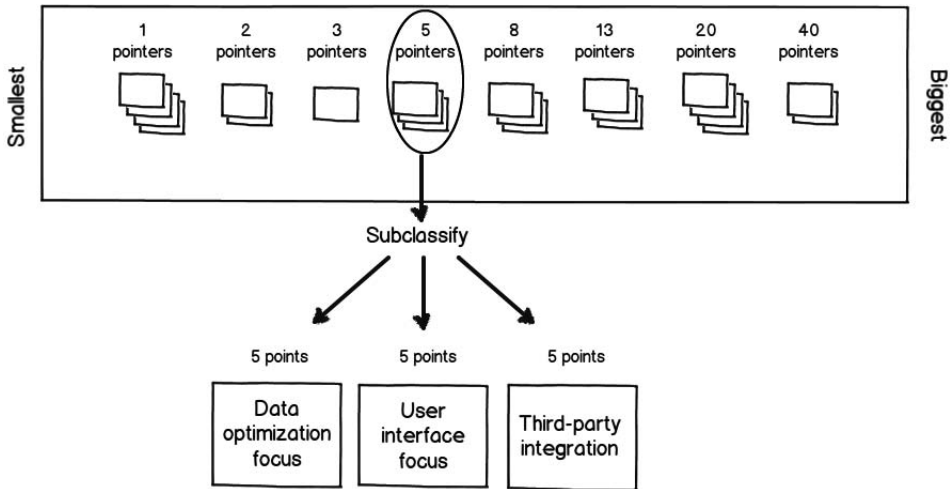 Smallest
1
pointers
2
pointers
3
pointers
5
pointers
8
pointers
13
pointers
20
pointers
40
pointers
Biggest
Subclassify
5 points
Data
optimization
focus
5 points
User
interface
focus
5 points
Third-party
integration